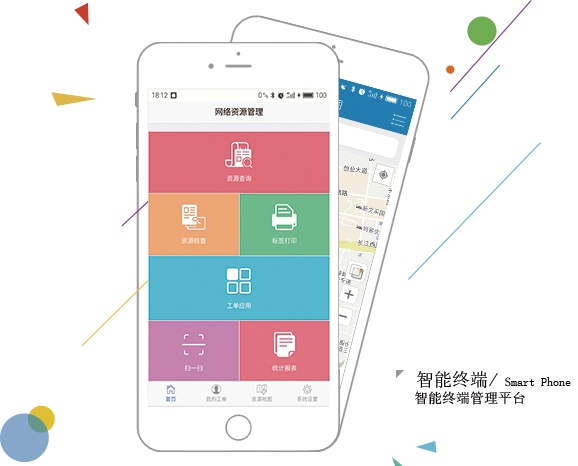 18:12
0%
100
网络资源管理
资源查询
资源核查
标签打印
工单应用
扫一扫
统计报表
首页
我的工单
资源地图
系统设置
100
创业大道
长江西
智能终端/ Smart Phone
智能终端管理平台